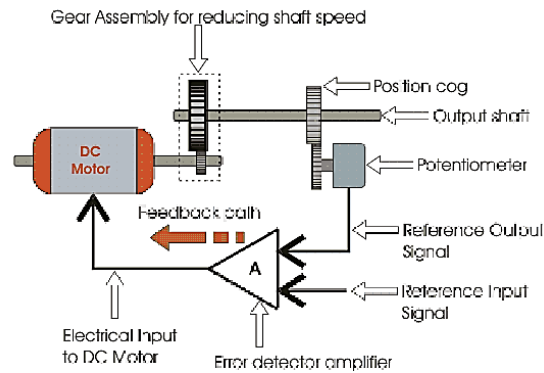 Gear Assembly for reducing shaft speed
Position cog
Output shaft
DC
Motor
Potentiometer
Feedback path
A
Reference Output
Signal
Reference Input
Signal
Electrical Input
to DC Motor
Error detector amplifier